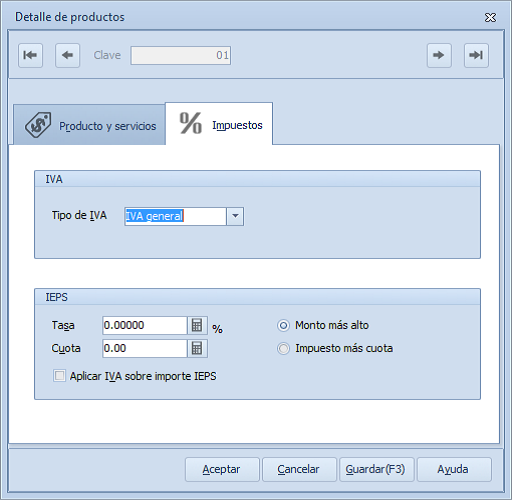 Detalle de productos
Clave 01
Producto y servicios Impuestos
IVA
Tipo de IVA IVA general
IEPS
Tasa 0.00000 % Monto más alto
Cuota 0.00 Impuesto más cuota
Aplicar IVA sobre importe IEPS
Aceptar Cancelar Guardar(F3) Ayuda